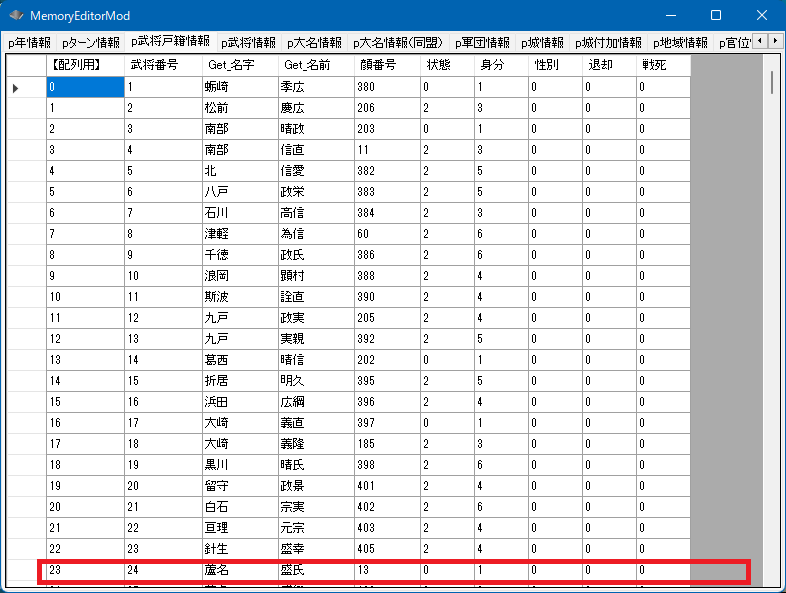 MemoryEditorMod
p年情報 pターン情報 p武将戸籍情報 p武将情報 p大名情報 p大名情報(同盟) p軍団情報 p城情報 p城付加情報 p地域情報 p官位
【配列用】 武将番号 Get_名字 Get_名前 顔番号 状態 身分 性別 退却 戦死
0 1 蛎崎 季広 380 0 1 0 0 0
1 2 松前 慶広 206 2 3 0 0 0
2 3 南部 晴政 203 0 1 0 0 0
3 4 南部 信直 11 2 3 0 0 0
4 5 北 信愛 382 2 5 0 0 0
5 6 八戸 政栄 383 2 5 0 0 0
6 7 石川 高信 384 2 3 0 0 0
7 8 津軽 為信 60 2 6 0 0 0
8 9 千徳 政氏 386 2 6 0 0 0
9 10 浪岡 顕村 388 2 4 0 0 0
10 11 斯波 詮直 390 2 4 0 0 0
11 12 九戸 政実 205 2 4 0 0 0
12 13 九戸 実親 392 2 5 0 0 0
13 14 葛西 晴信 202 0 1 0 0 0
14 15 折居 明久 395 2 5 0 0 0
15 16 浜田 広綱 396 2 4 0 0 0
16 17 大崎 義直 397 0 1 0 0 0
17 18 大崎 義隆 185 2 3 0 0 0
18 19 黒川 晴氏 398 2 6 0 0 0
19 20 留守 政景 401 2 4 0 0 0
20 21 白石 宗実 402 2 6 0 0 0
21 22 亘理 元宗 403 2 4 0 0 0
22 23 針生 盛幸 405 2 4 0 0 0
23 24 蘆名 盛氏 13 0 1 0 0 0